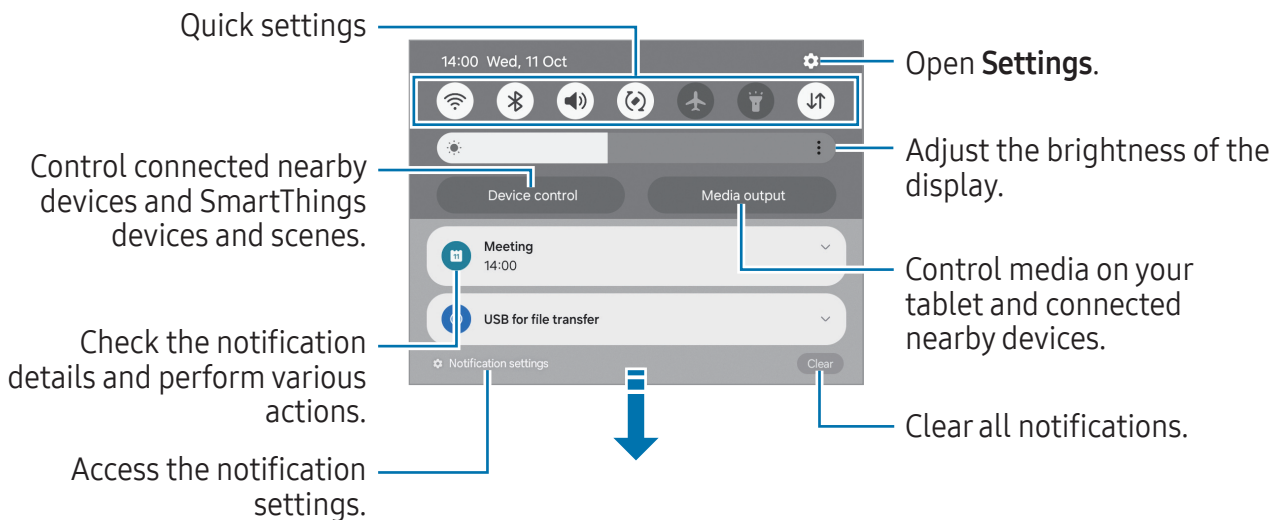 Quick settings
14:00 Wed, 11 Oct
Open Settings.
Adjust the brightness of the
display.
Control connected nearby
devices and SmartThings
devices and scenes.
Device control
Media output
Meeting
14:00
11
Control media on your
tablet and connected
nearby devices.
USB for file transfer
Check the notification
details and perform various
actions.
Notification settings
Clear
Clear all notifications.
Access the notification
settings.